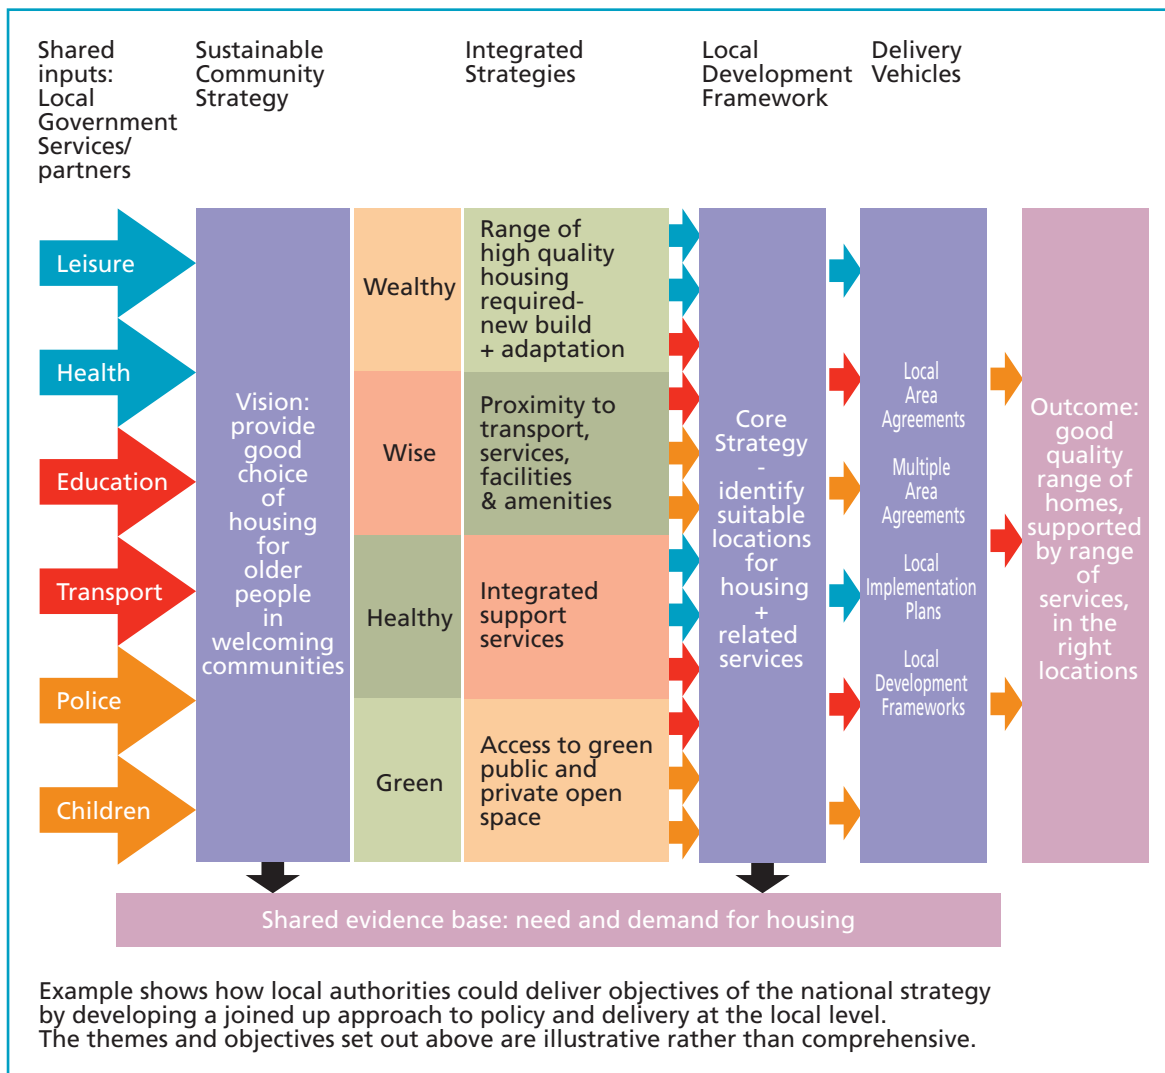 Shared
inputs:
Local
Government
Services/
partners
Sustainable
Community
Strategy
Integrated
Strategies
Local
Development
Framework
Delivery
Vehicles
Leisure
Health
Education
Transport
Police
Children
Vision:
provide
good
choice
of
housing
for
older
people
in
welcoming
communities
Wealthy
Wise
Healthy
Green
Range of
high quality
housing
required-
new build
+ adaptation
Proximity to
transport,
services,
facilities
& amenities
Integrated
support
services
Access to green
public and
private open
space
Core
Strategy
-
identify
suitable
locations
for
housing
+
related
services
Local
Area
Agreements
Multiple
Area
Agreements
Local
Implementation
Plans
Local
Development
Frameworks
Outcome:
good
quality
range of
homes,
supported
by range
of
services,
in the
right
locations
Shared evidence base: need and demand for housing
Example shows how local authorities could deliver objectives of the national strategy
by developing a joined up approach to policy and delivery at the local level.
The themes and objectives set out above are illustrative rather than comprehensive.